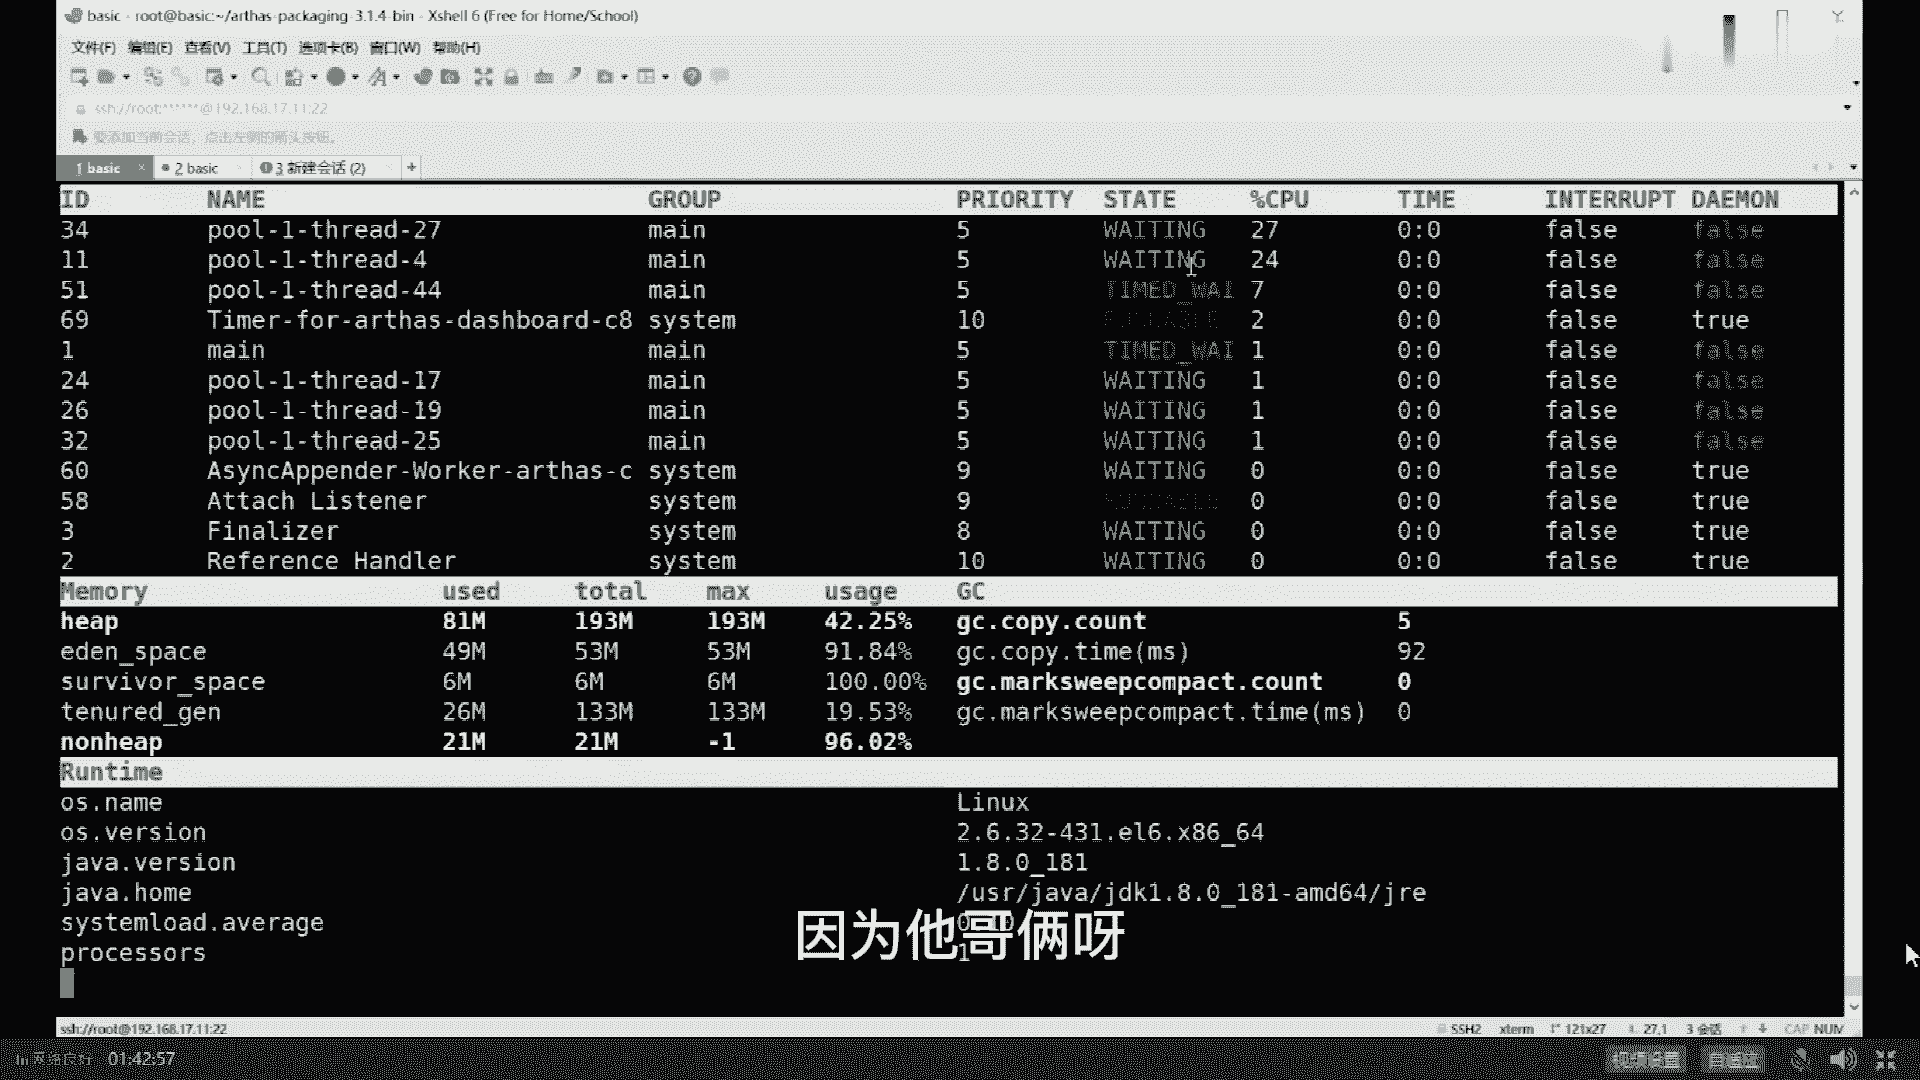 basic - root@basic:~/arthas-packaging-3.1.4-bin - Xshell 6 (Free for Home/School)
文件(F) 编辑(E) 查看(V) 工具(T) 选项卡(B) 窗口(W) 帮助(H)
ssh://root:******@192.168.17.11:22
要添加当前会话，点击左侧的箭头按钮。
1 basic × 2 basic 3 新建会话 (2) +
ID NAME GROUP PRIORITY STATE %CPU TIME INTERRUPT DAEMON
34 pool-1-thread-27 main 5 WAITING 27 0:0 false false
11 pool-1-thread-4 main 5 WAITING 24 0:0 false false
51 pool-1-thread-44 main 5 TIMED_WAI 7 0:0 false false
69 Timer-for-arthas-dashboard-c8 system 10 RUNNABLE 2 0:0 false true
1 main main 5 TIMED_WAI 1 0:0 false false
24 pool-1-thread-17 main 5 WAITING 1 0:0 false false
26 pool-1-thread-19 main 5 WAITING 1 0:0 false false
32 pool-1-thread-25 main 5 WAITING 1 0:0 false false
60 AsyncAppender-Worker-arthas-c system 9 WAITING 0 0:0 false true
58 Attach Listener system 9 RUNNABLE 0 0:0 false true
3 Finalizer system 8 WAITING 0 0:0 false true
2 Reference Handler system 10 WAITING 0 0:0 false true
Memory used total max usage GC
heap 81M 193M 193M 42.25% gc.copy.count 5
eden_space 49M 53M 53M 91.84% gc.copy.time(ms) 92
survivor_space 6M 6M 6M 100.00% gc.marksweepcompact.count 0
tenured_gen 26M 133M 133M 19.53% gc.marksweepcompact.time(ms) 0
nonheap 21M 21M -1 96.02%
Runtime
os.name Linux
os.version 2.6.32-431.el6.x86_64
java.version 1.8.0_181
java.home /usr/java/jdk1.8.0_181-amd64/jre
systemload.average
processors 1
因为他哥俩呀
ssh://root@192.168.17.11:22 SSH2 xterm 121x27 27,1 3 会话 CAP NUM
网络良好 01:42:57 视频设置 自适应